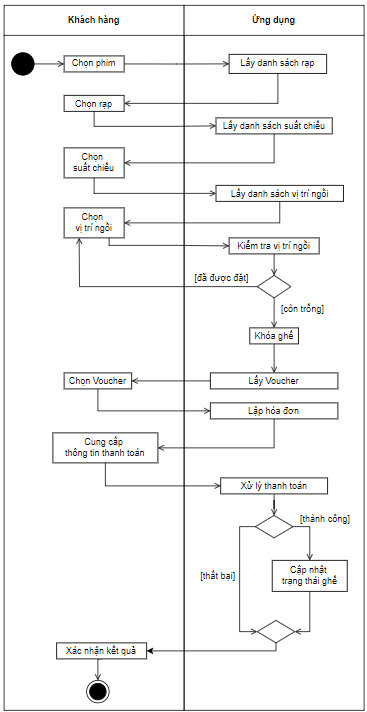 Khách hàng
Ứng dụng
Chọn phim
Lấy danh sách rạp
Chọn rạp
Lấy danh sách suất chiếu
Chọn
suất chiếu
Lấy danh sách vị trí ngồi
Chọn
vị trí ngồi
Kiểm tra vị trí ngồi
[đã được đặt]
[còn trống]
Khóa ghế
Chọn Voucher
Lấy Voucher
Lập hóa đơn
Cung cấp
thông tin thanh toán
Xử lý thanh toán
[thành công]
[thất bại]
Cập nhật
trạng thái ghế
Xác nhận kết quả